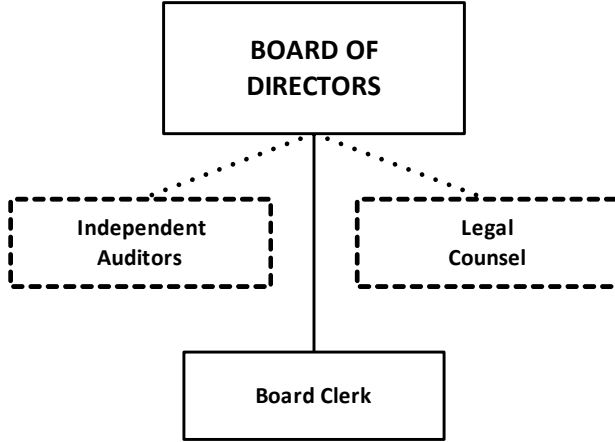 BOARD OF
DIRECTORS
Independent
Auditors
Legal
Counsel
Board Clerk